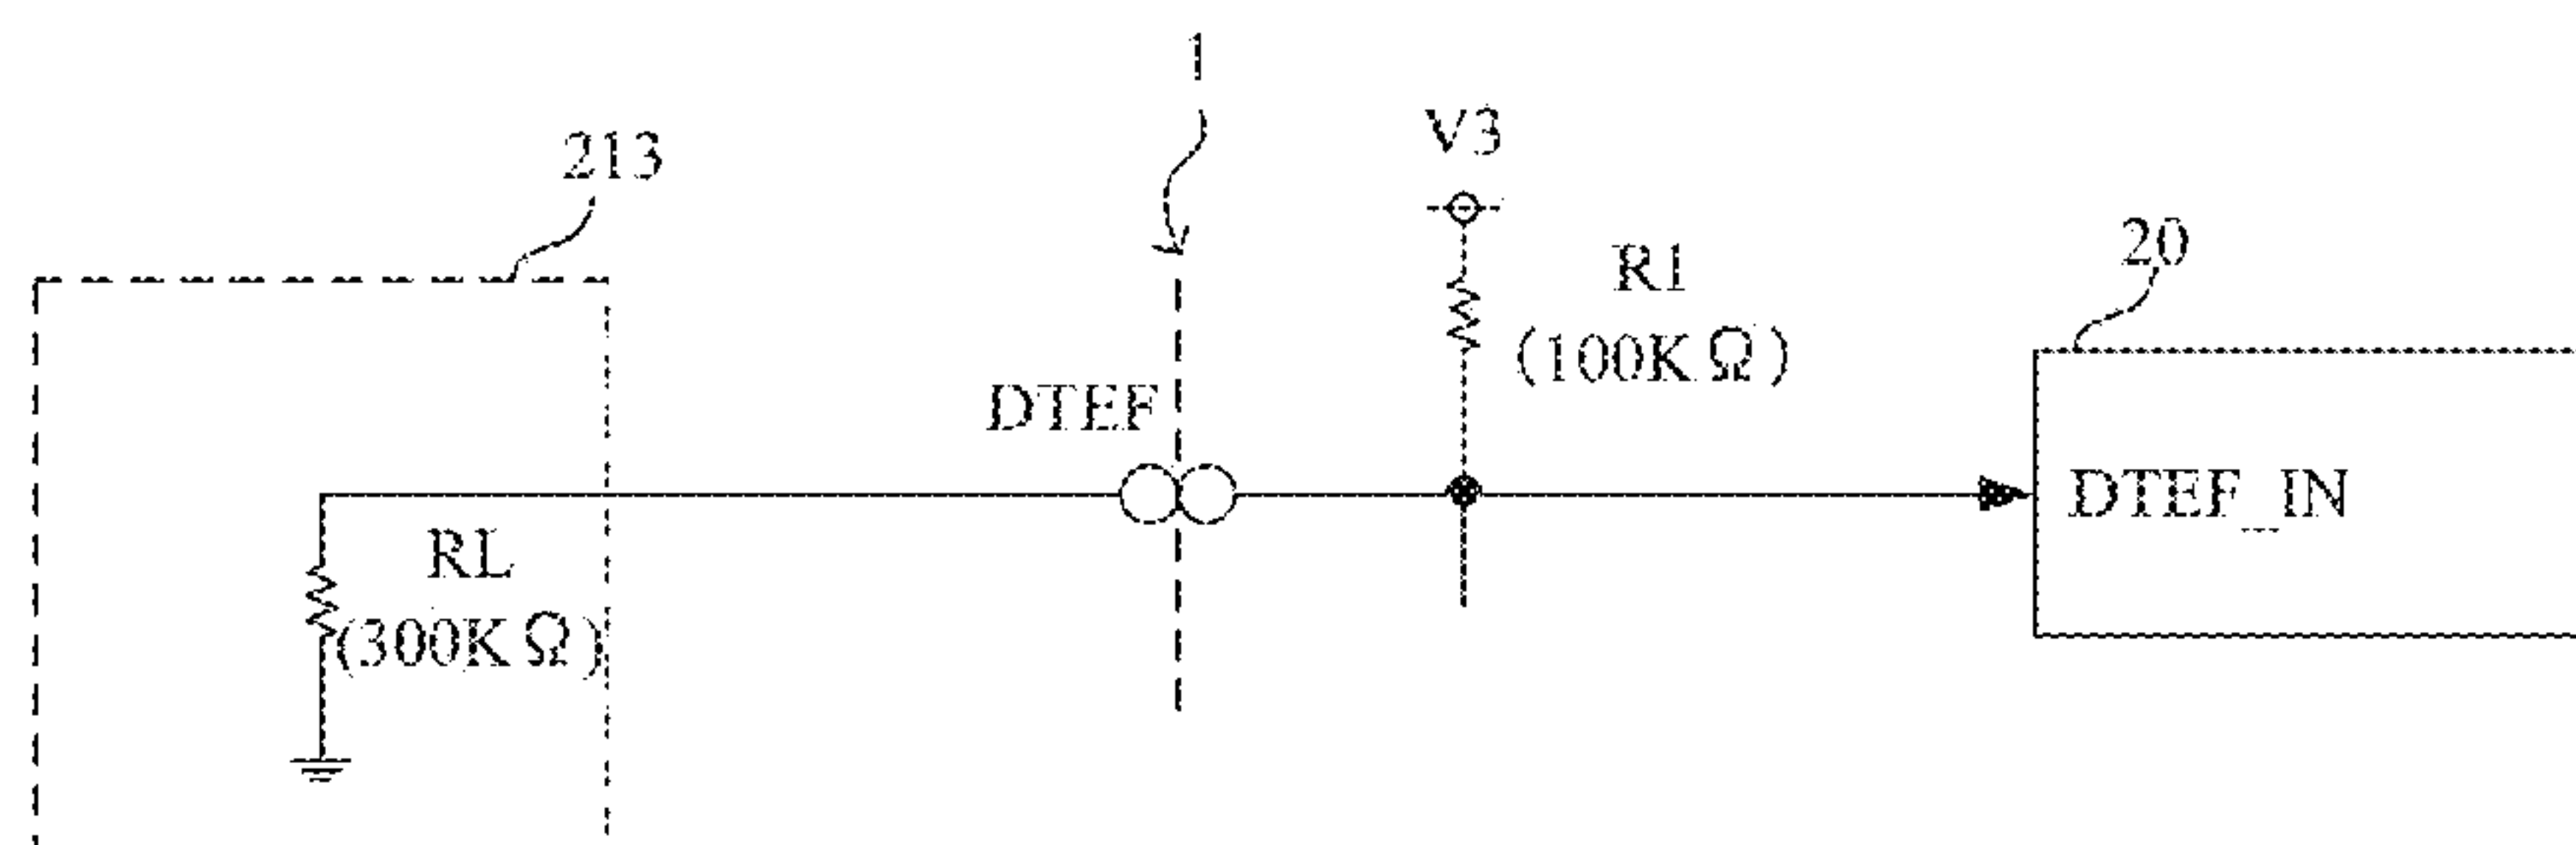 1
V3
213
20
R1
(100KΩ)
DTEF
DTEF_IN
RL
(300KΩ)